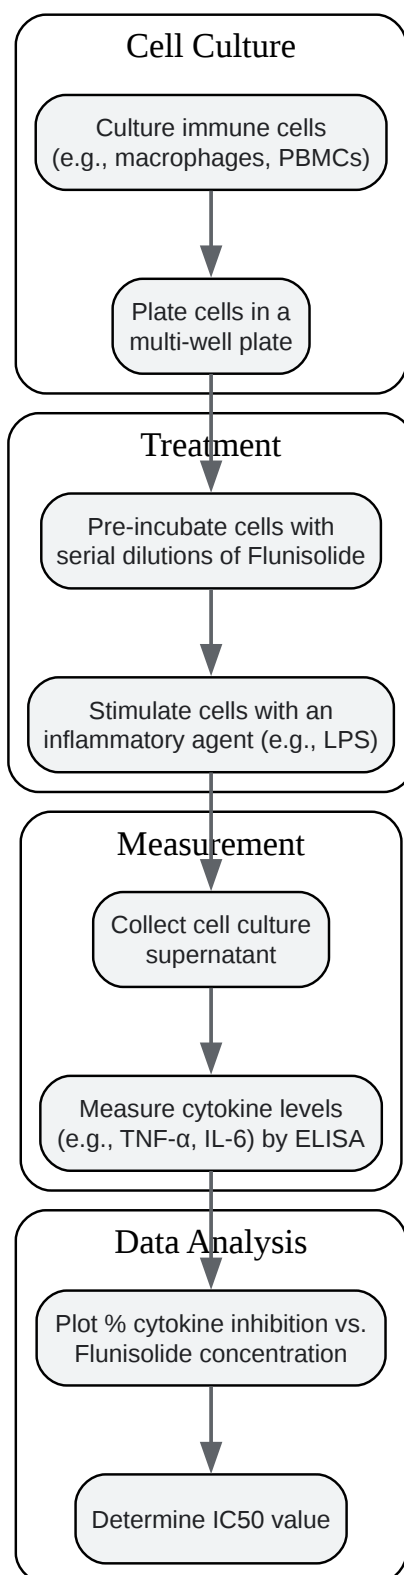 Cell Culture
Culture immune cells
(e.g., macrophages, PBMCs)
Plate cells in a
multi-well plate
Treatment
Pre-incubate cells with
serial dilutions of Flunisolide
Stimulate cells with an
inflammatory agent (e.g., LPS)
Measurement
Collect cell culture
supernatant
Measure cytokine levels
(e.g., TNF-α, IL-6) by ELISA
Data Analysis
Plot % cytokine inhibition vs.
Flunisolide concentration
Determine IC50 value